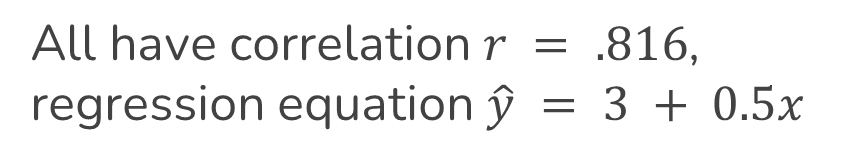 All have correlation r = .816,
regression equation ŷ = 3 + 0.5x